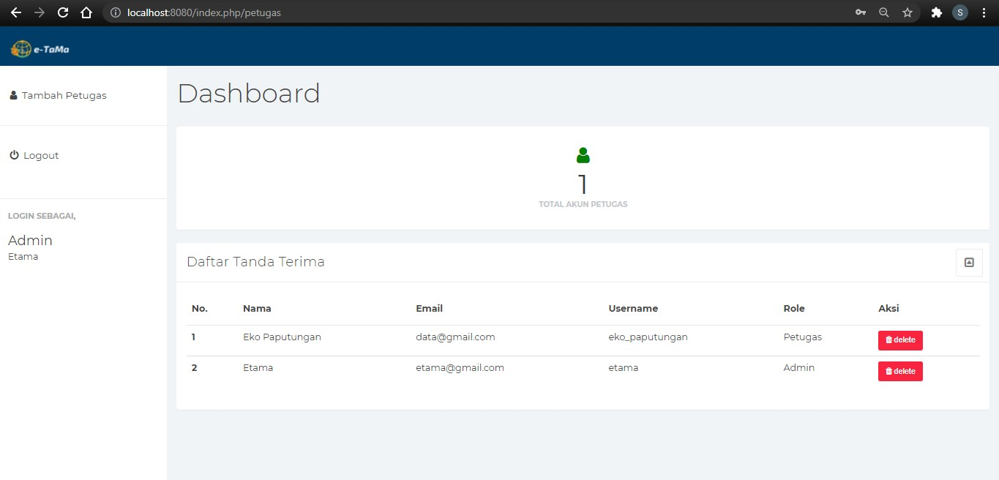 localhost:8080/index.php/petugas
S
e-TaMa
Tambah Petugas
Logout
LOGIN SEBAGAI,
Admin
Etama
Dashboard
1
TOTAL AKUN PETUGAS
Daftar Tanda Terima
No. Nama Email Username Role Aksi
1 Eko Paputungan data@gmail.com eko_paputungan Petugas delete
2 Etama etama@gmail.com etama Admin delete